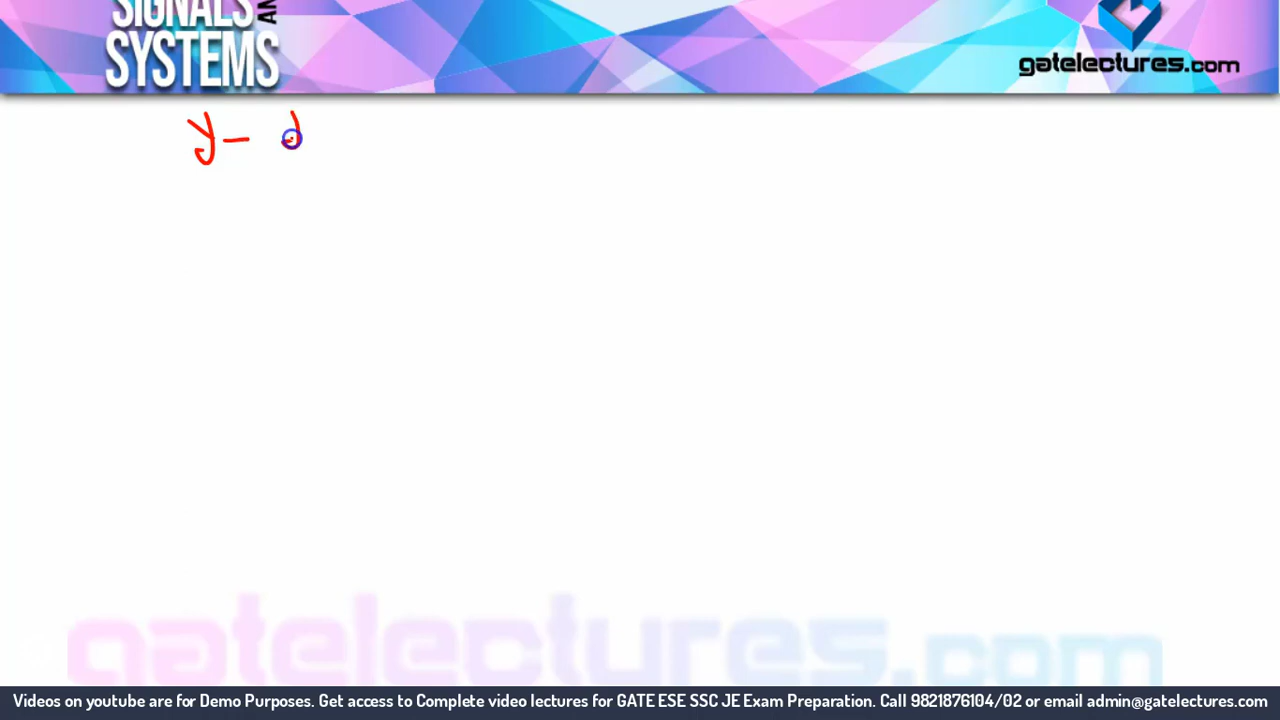 SIGNALS AND
SYSTEMS
gatelectures.com
y -
gatelectures.com
Videos on youtube are for Demo Purposes. Get access to Complete video lectures for GATE ESE SSC JE Exam Preparation. Call 9821876104/02 or email admin@gatelectures.com